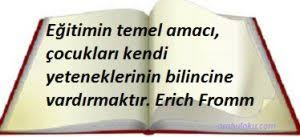 Eğitimin temel amacı,
çocukları kendi
yeteneklerinin bilincine
vardırmaktır. Erich Fromm